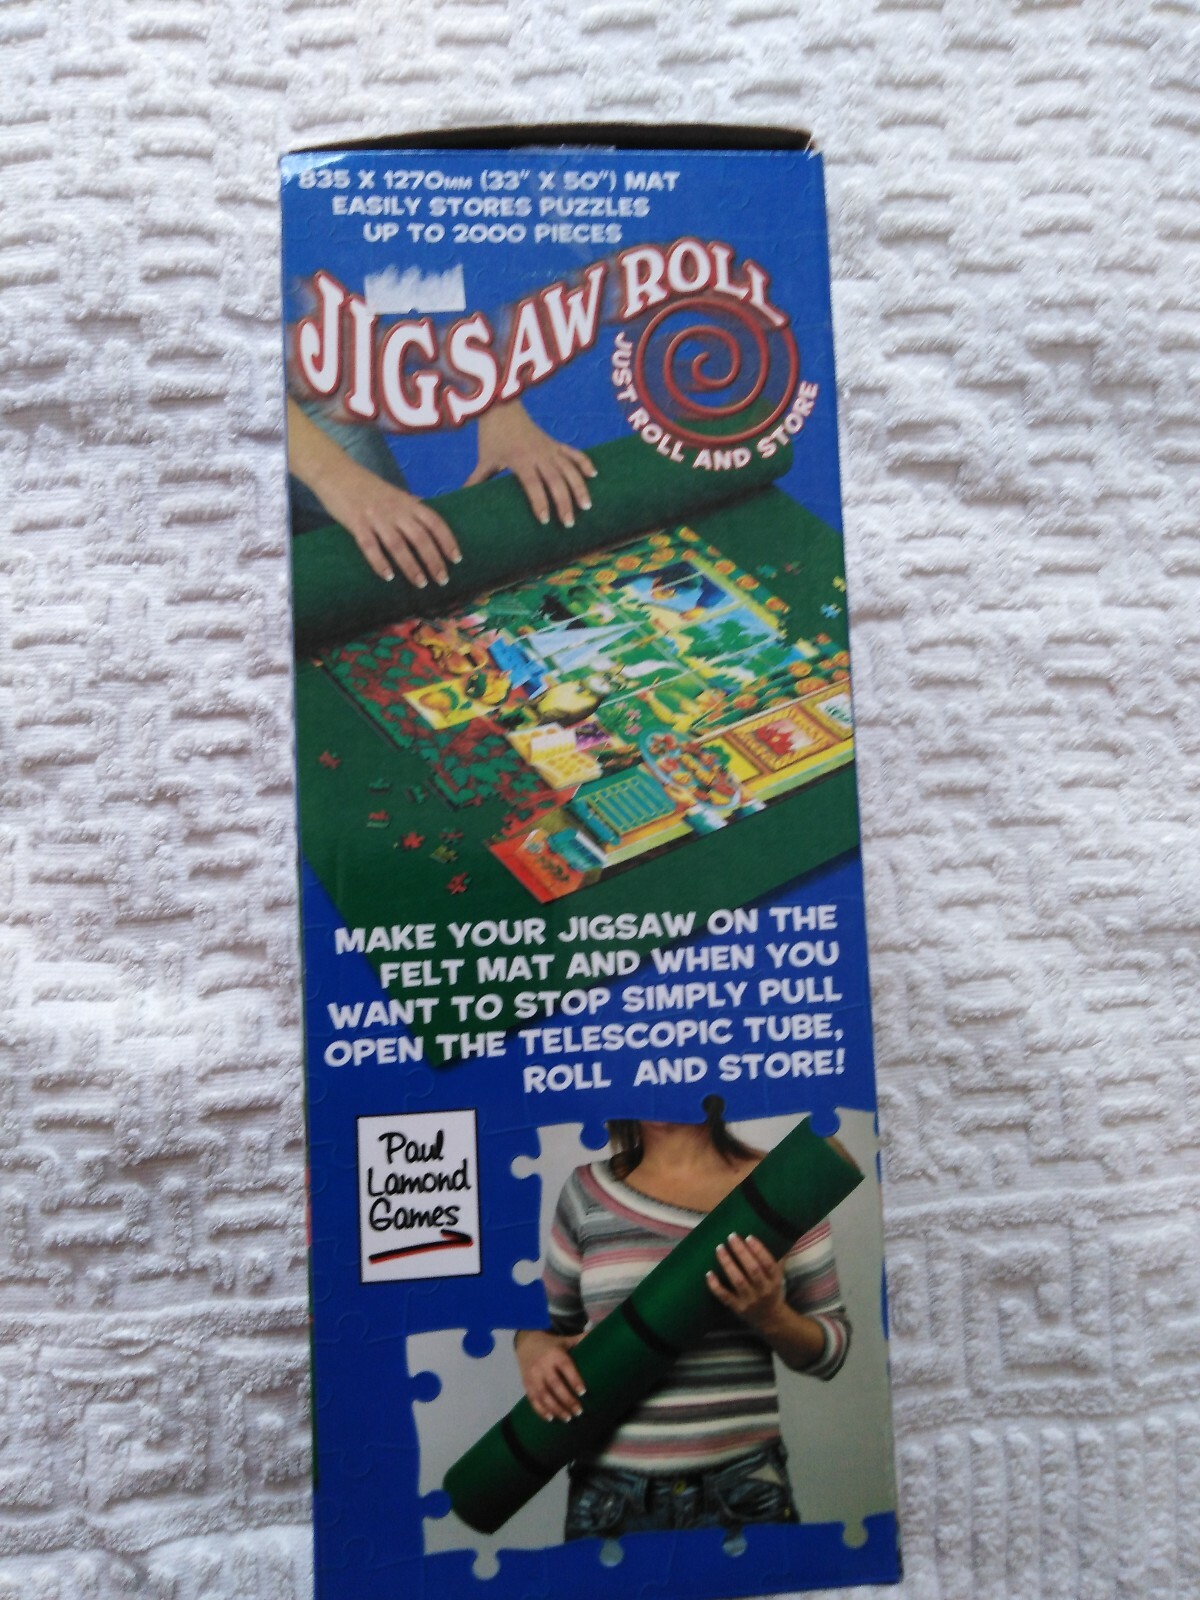 835 X 1270MM (33" X 50") MAT
EASILY STORES PUZZLES
UP TO 2000 PIECES
JIGSAW ROLL
JUST ROLL AND STORE
MAKE YOUR JIGSAW ON THE
FELT MAT AND WHEN YOU
WANT TO STOP SIMPLY PULL
OPEN THE TELESCOPIC TUBE,
ROLL AND STORE!
Paul
Lamond
Games